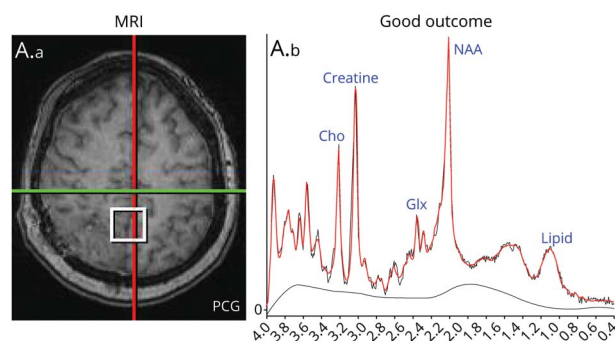 MRI
Good outcome
A.a
A.b
NAA
Creatine
Cho
Glx
Lipid
PCG
0
4.0 3.8 3.6 3.4 3.2 3.0 2.8 2.6 2.4 2.2 2.0 1.8 1.6 1.4 1.2 1.0 0.8 0.6 0.4